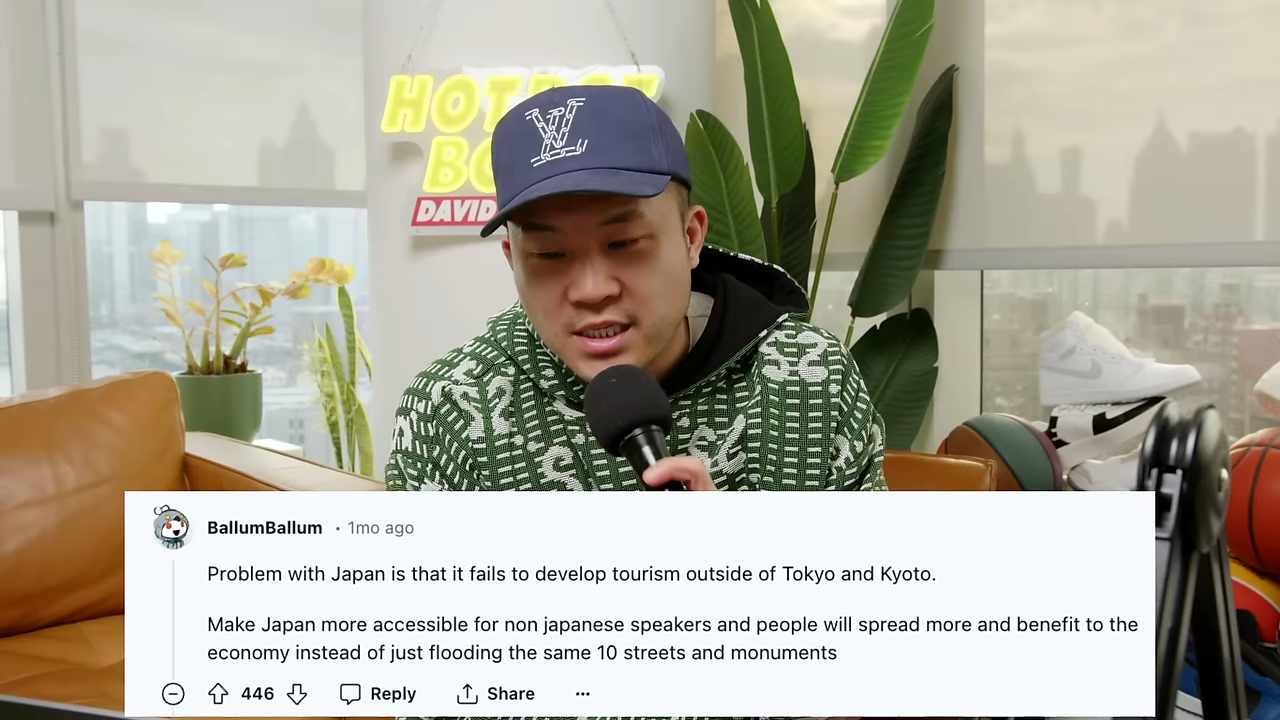 HOT
BO
DAVID
LV
BallumBallum • 1mo ago
Problem with Japan is that it fails to develop tourism outside of Tokyo and Kyoto.
Make Japan more accessible for non japanese speakers and people will spread more and benefit to the
economy instead of just flooding the same 10 streets and monuments
446 Reply Share ...